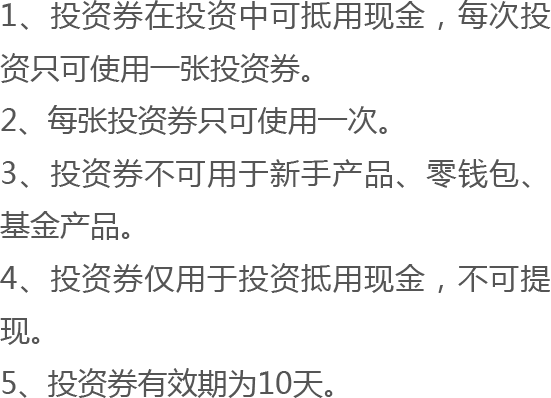 1、投资券在投资中可抵用现金，每次投
资只可使用一张投资券。
2、每张投资券只可使用一次。
3、投资券不可用于新手产品、零钱包、
基金产品。
4、投资券仅用于投资抵用现金，不可提
现。
5、投资券有效期为10天。